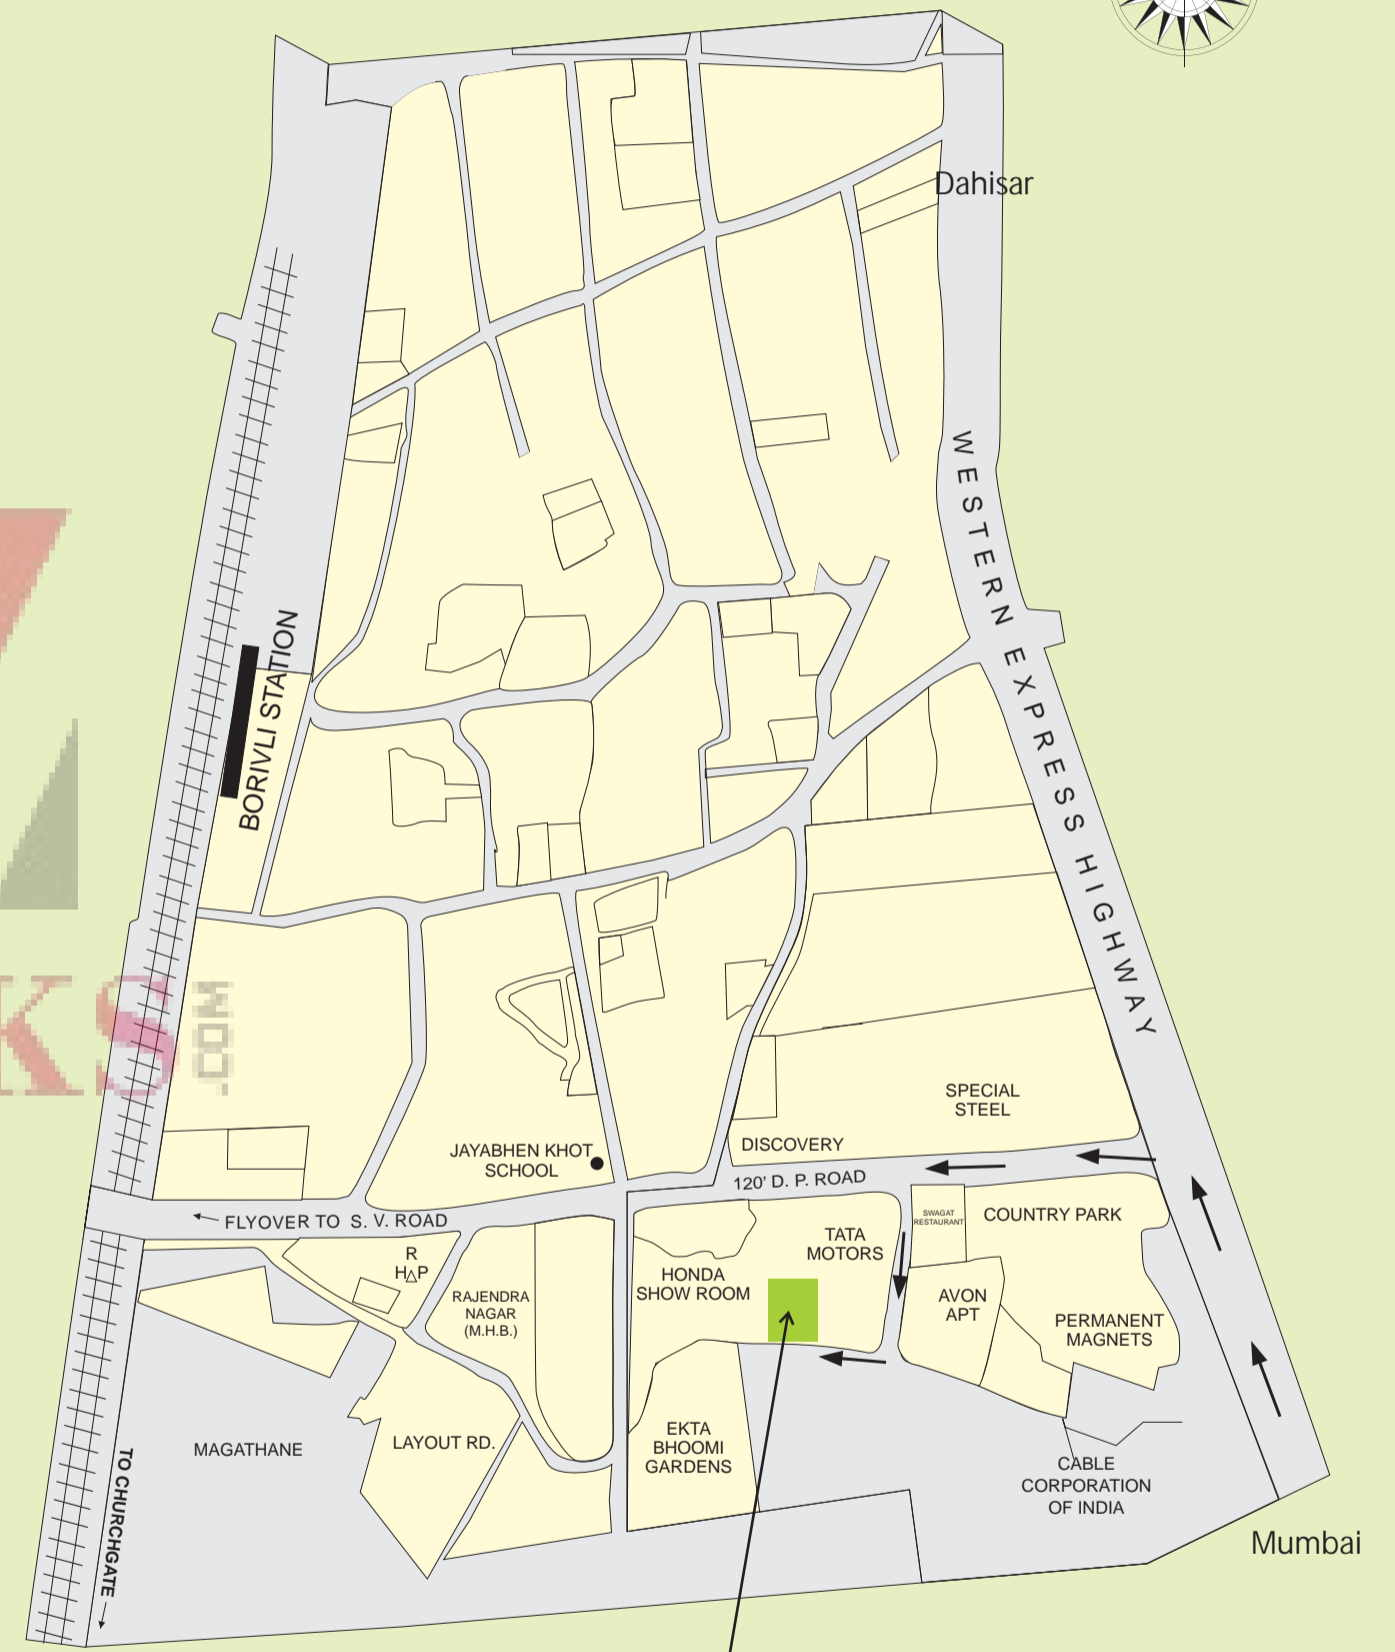 Dahisar
WESTERN EXPRESS HIGHWAY
BORIVLI STATION
KS
.COM
SPECIAL
STEEL
DISCOVERY
JAYABHEN KHOT
SCHOOL
120' D. P. ROAD
FLYOVER TO S. V. ROAD
SWAGAT
RESTAURANT
COUNTRY PARK
TATA
MOTORS
R
H P
HONDA
SHOW ROOM
RAJENDRA
NAGAR
(M.H.B.)
AVON
APT
PERMANENT
MAGNETS
MAGATHANE
LAYOUT RD.
EKTA
BHOOMI
GARDENS
CABLE
CORPORATION
OF INDIA
TO CHURCHGATE
Mumbai